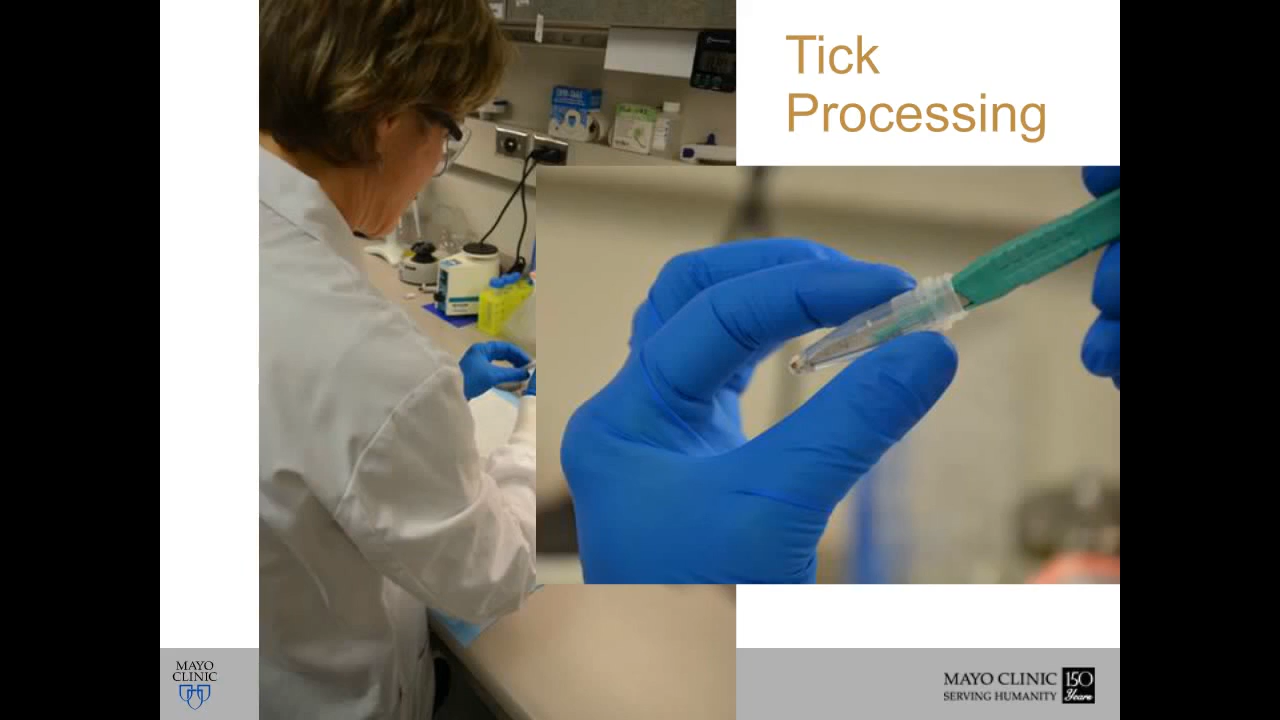 Tick
Processing
MAYO
CLINIC
MAYO CLINIC
SERVING HUMANITY
150
Years